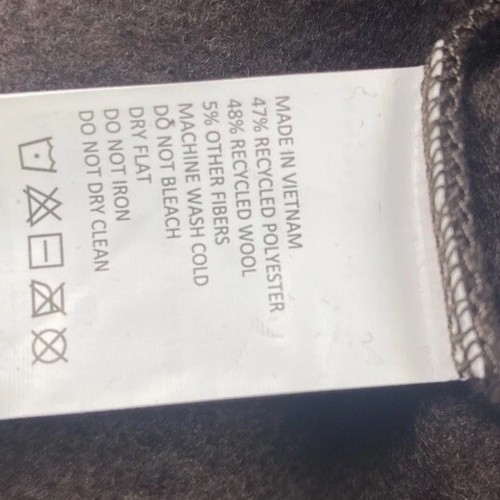 MADE IN VIETNAM
47% RECYCLED POLYESTER
48% RECYCLED WOOL
5% OTHER FIBERS
MACHINE WASH COLD
DO NOT BLEACH
DRY FLAT
DO NOT IRON
DO NOT DRY CLEAN